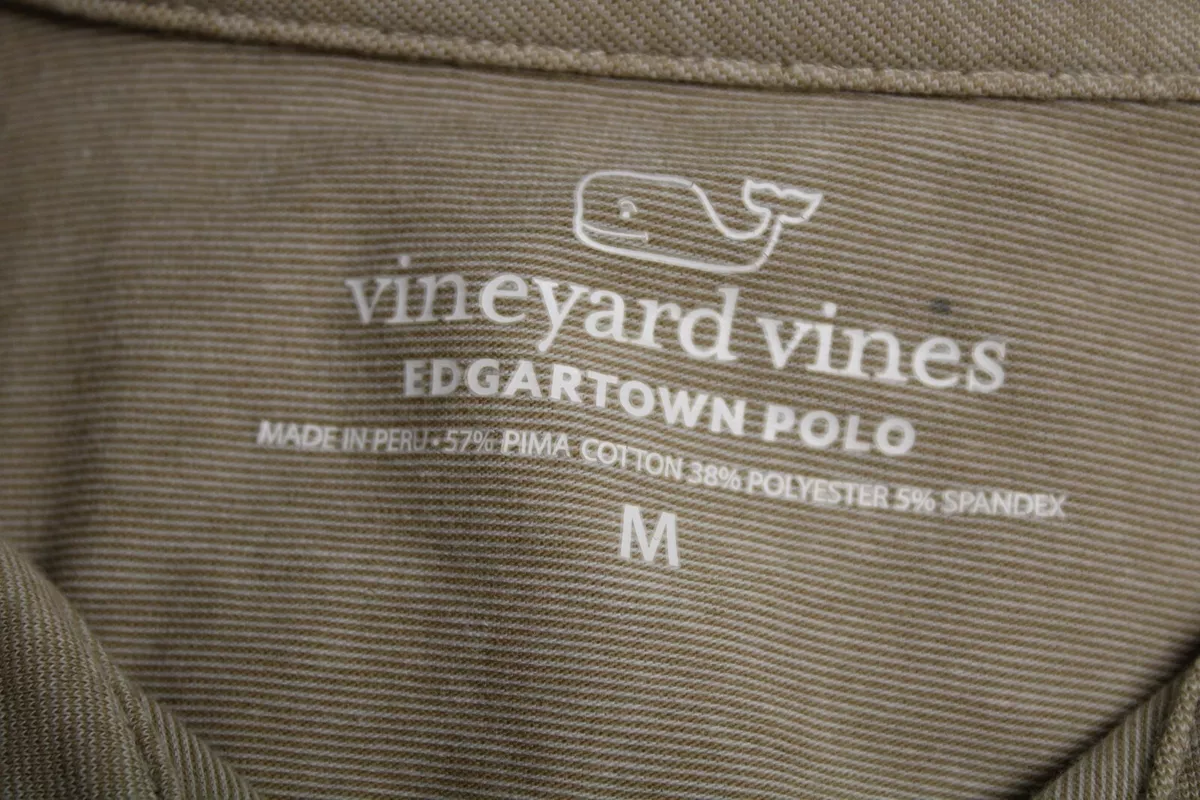 vineyard vines
EDGARTOWN POLO
MADE IN PERU • 57% PIMA COTTON 38% POLYESTER 5% SPANDEX
M